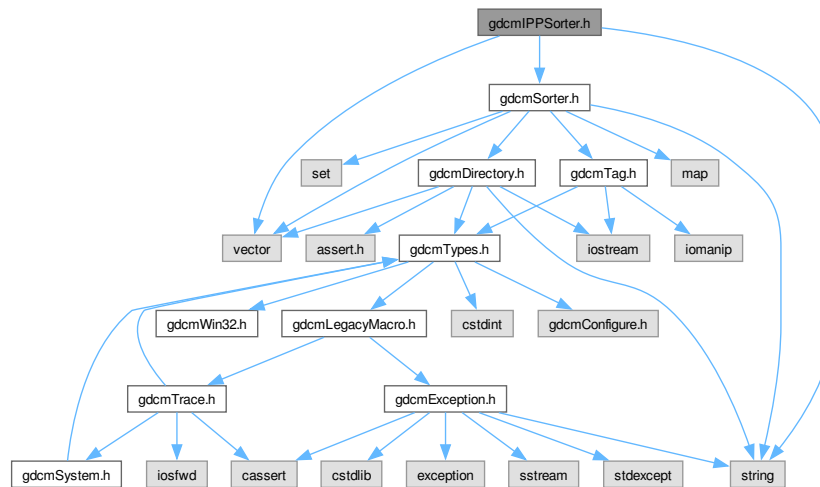 gdcmIPPSorter.h
gdcmSorter.h
set
gdcmDirectory.h
gdcmTag.h
map
vector
assert.h
gdcmTypes.h
iostream
iomanip
gdcmWin32.h
gdcmLegacyMacro.h
cstdint
gdcmConfigure.h
gdcmTrace.h
gdcmException.h
gdcmSystem.h
iosfwd
cassert
cstdlib
exception
sstream
stdexcept
string